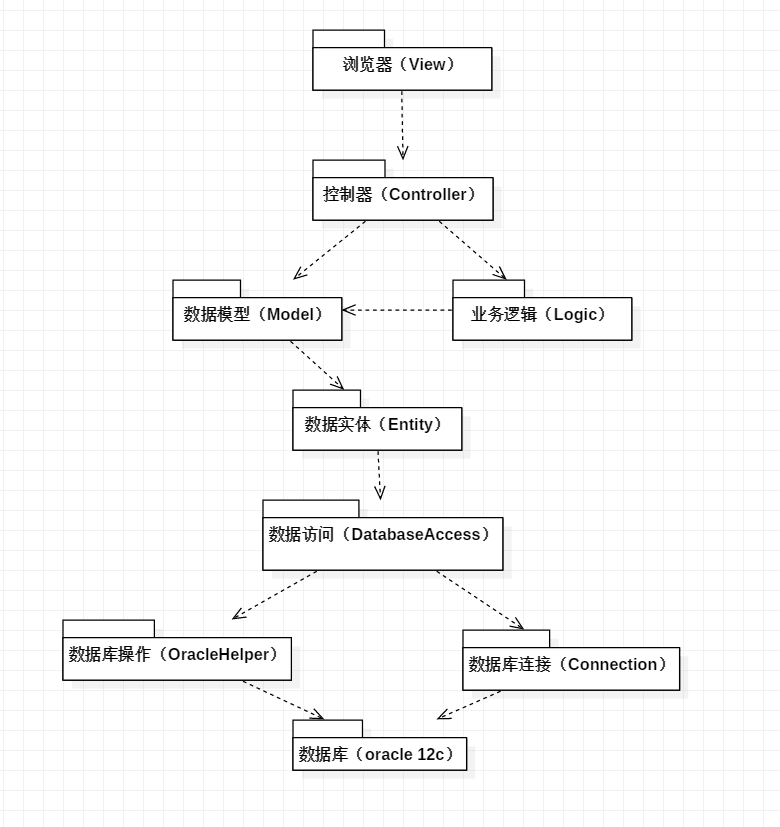 浏览器（View）
控制器（Controller）
数据模型（Model）
业务逻辑（Logic）
数据实体（Entity）
数据访问（DatabaseAccess）
数据库操作（OracleHelper）
数据库连接（Connection）
数据库（oracle 12c）